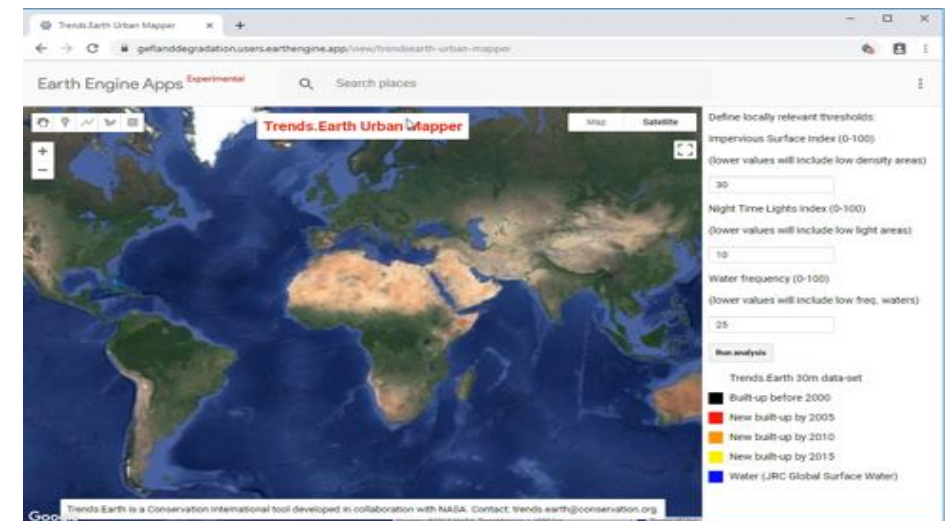 Trends.Earth Urban Mapper
geflanddegradation.users.earthengine.app/view/trendsearth-urban-mapper
Earth Engine Apps Experimental
Search places
Trends.Earth Urban Mapper
Map Satellite
Define locally relevant thresholds:
Impervious Surface Index (0-100)
(lower values will include low density areas)
30
Night Time Lights Index (0-100)
(lower values will include low light areas)
10
Water frequency (0-100)
(lower values will include low freq. waters)
25
Run analysis
Trends.Earth 30m data-set
Built-up before 2000
New built-up by 2005
New built-up by 2010
New built-up by 2015
Water (JRC Global Surface Water)
Trends.Earth is a Conservation International tool developed in collaboration with NASA. Contact: trends.earth@conservation.org
Google